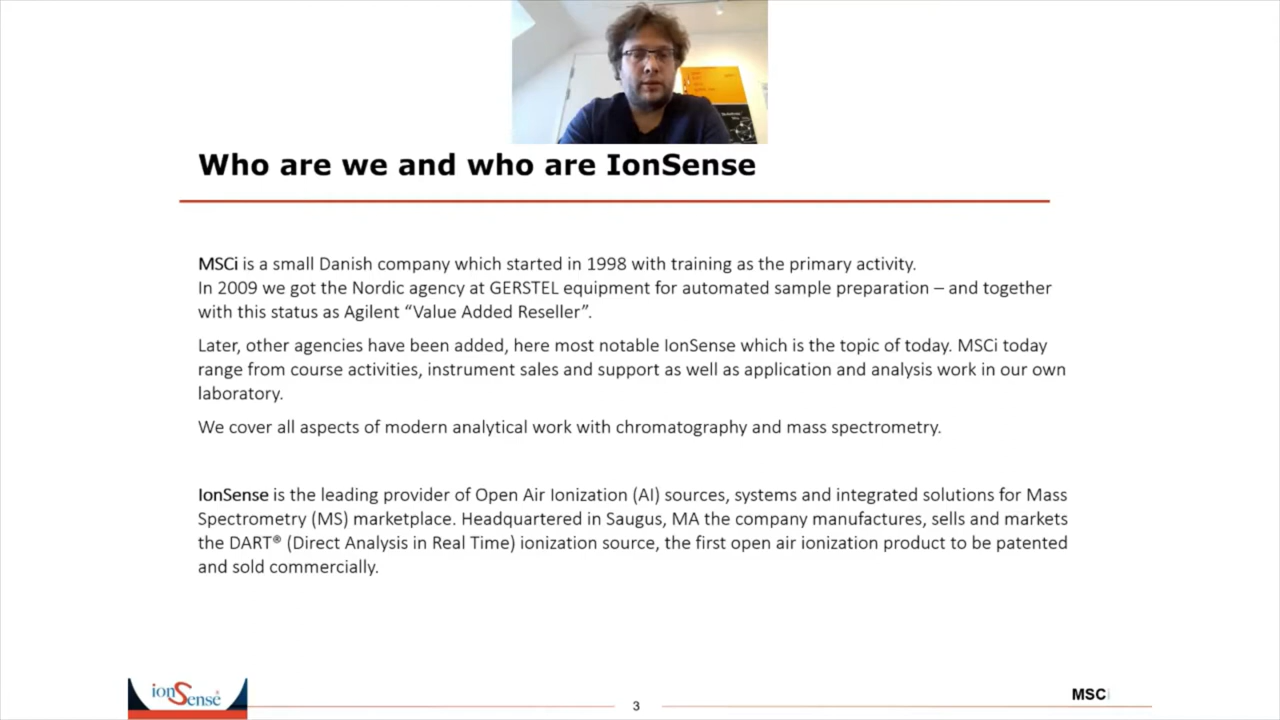 Who are we and who are IonSense
MSCi is a small Danish company which started in 1998 with training as the primary activity.
In 2009 we got the Nordic agency at GERSTEL equipment for automated sample preparation – and together
with this status as Agilent “Value Added Reseller”.
Later, other agencies have been added, here most notable IonSense which is the topic of today. MSCi today
range from course activities, instrument sales and support as well as application and analysis work in our own
laboratory.
We cover all aspects of modern analytical work with chromatography and mass spectrometry.
IonSense is the leading provider of Open Air Ionization (AI) sources, systems and integrated solutions for Mass
Spectrometry (MS) marketplace. Headquartered in Saugus, MA the company manufactures, sells and markets
the DART® (Direct Analysis in Real Time) ionization source, the first open air ionization product to be patented
and sold commercially.
ionSense®
3
MSCi